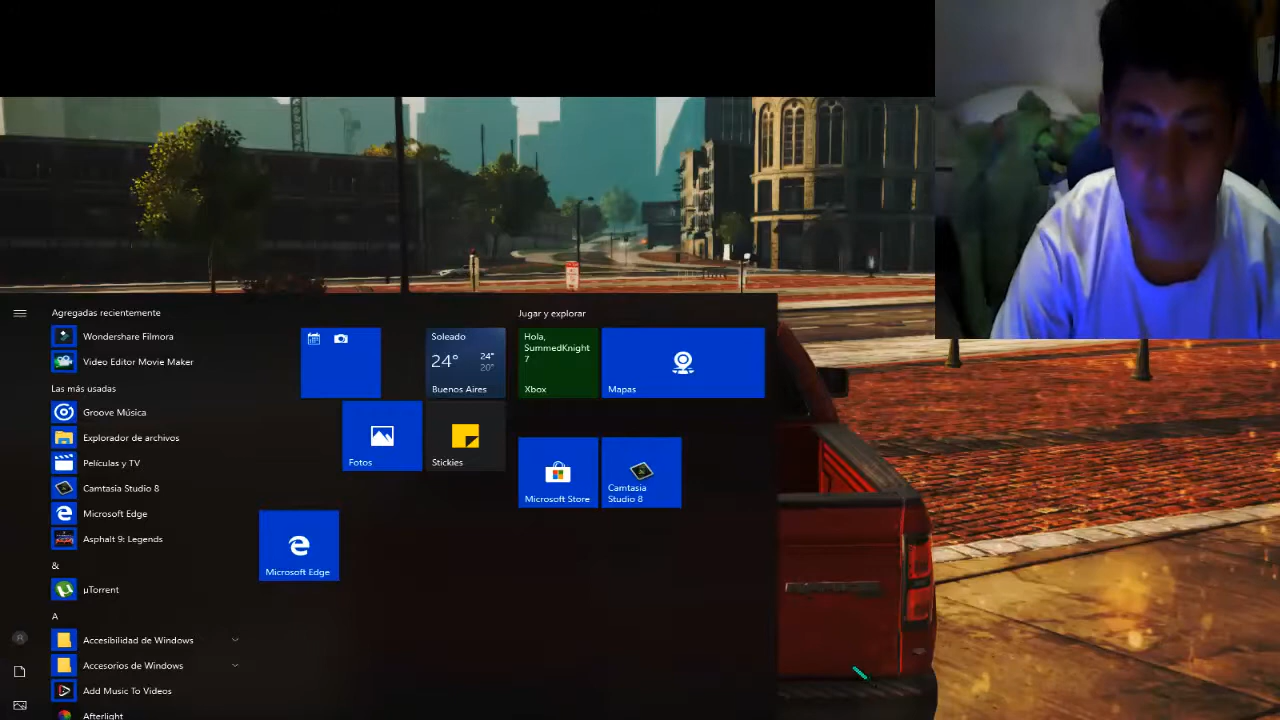 Agregadas recientemente
Wondershare Filmora
Video Editor Movie Maker
Las más usadas
Groove Música
Explorador de archivos
Películas y TV
Camtasia Studio 8
Microsoft Edge
Asphalt 9: Legends
&
µTorrent
A
Accesibilidad de Windows
Accesorios de Windows
Add Music To Videos
Afterlight
Soleado
24°
24°
20°
Buenos Aires
Fotos
Stickies
Microsoft Edge
Jugar y explorar
Hola,
SummedKnight
7
Xbox
Mapas
Microsoft Store
Camtasia
Studio 8